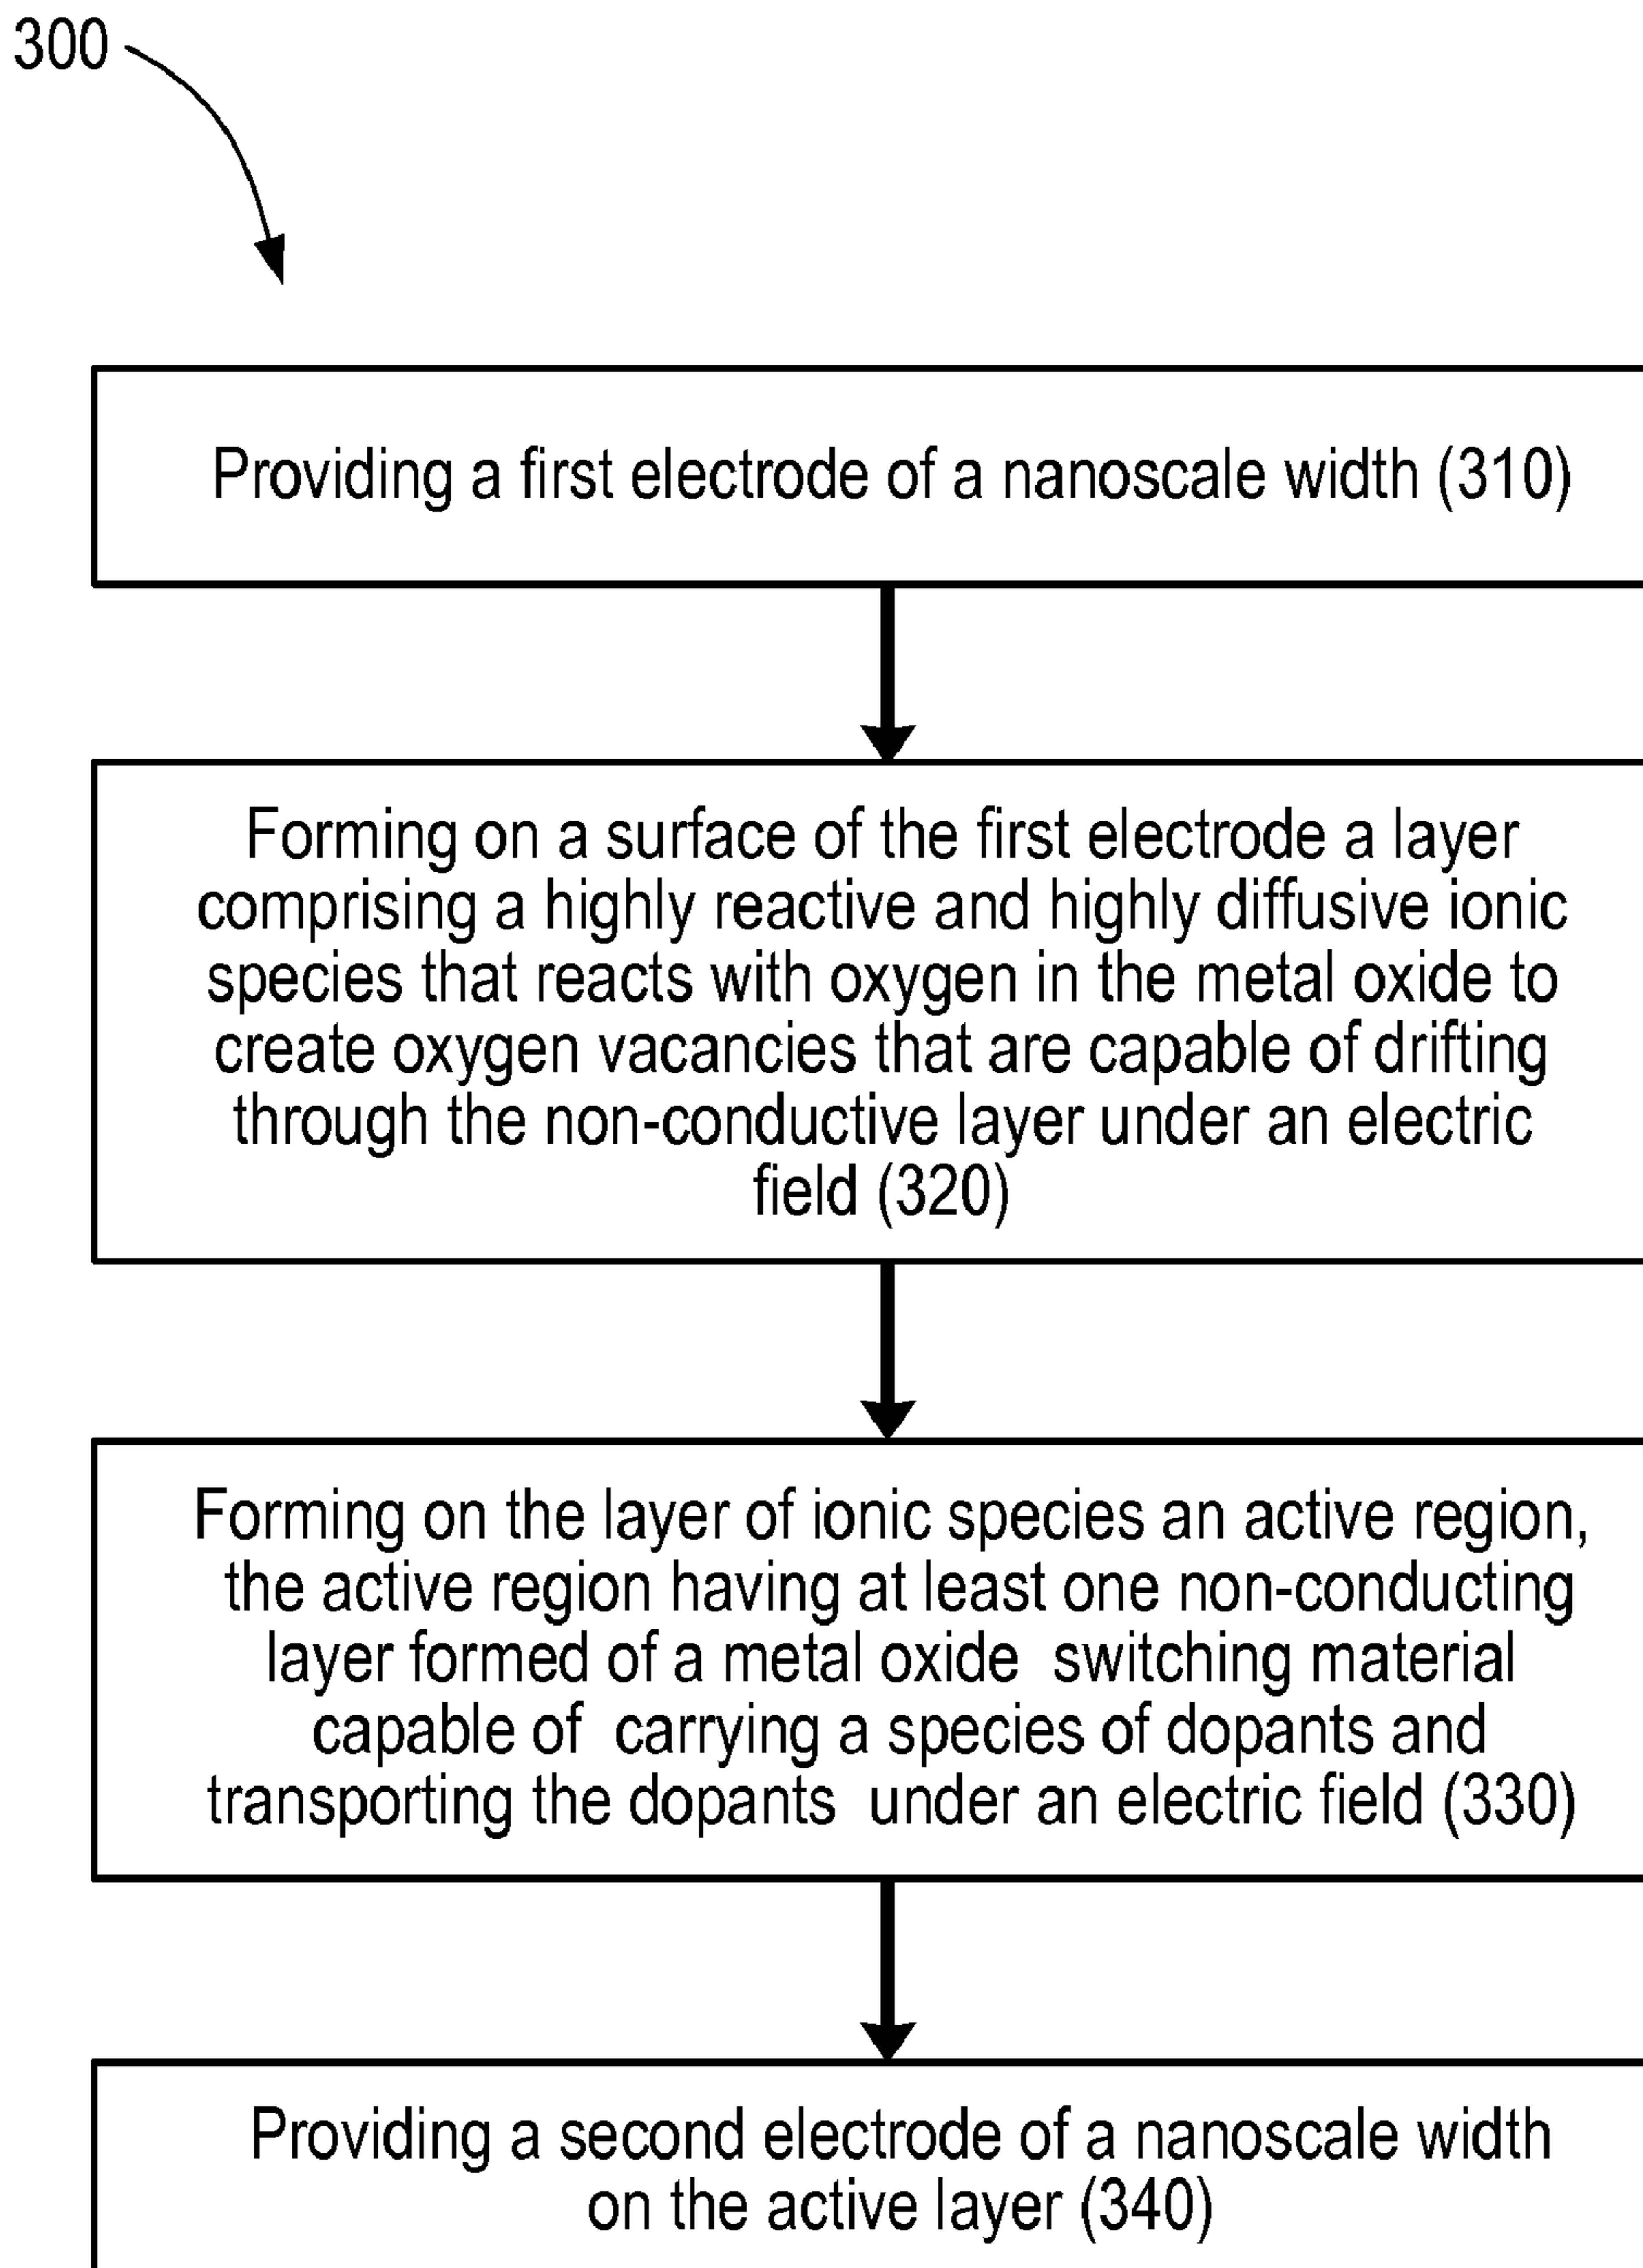 300
Providing a first electrode of a nanoscale width (310)
Forming on a surface of the first electrode a layer
comprising a highly reactive and highly diffusive ionic
species that reacts with oxygen in the metal oxide to
create oxygen vacancies that are capable of drifting
through the non-conductive layer under an electric
field (320)
Forming on the layer of ionic species an active region,
the active region having at least one non-conducting
layer formed of a metal oxide switching material
capable of carrying a species of dopants and
transporting the dopants under an electric field (330)
Providing a second electrode of a nanoscale width
on the active layer (340)